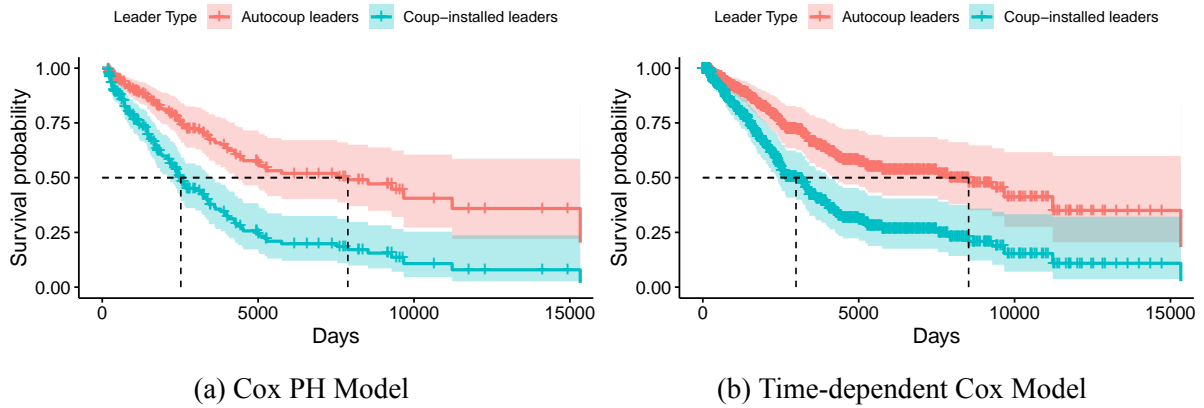 Leader Type Autocoup leaders Coup−installed leaders
Survival probability
1.00
0.75
0.50
0.25
0.00
0 5000 10000 15000
Days
(a) Cox PH Model
Leader Type Autocoup leaders Coup−installed leaders
Survival probability
1.00
0.75
0.50
0.25
0.00
0 5000 10000 15000
Days
(b) Time-dependent Cox Model